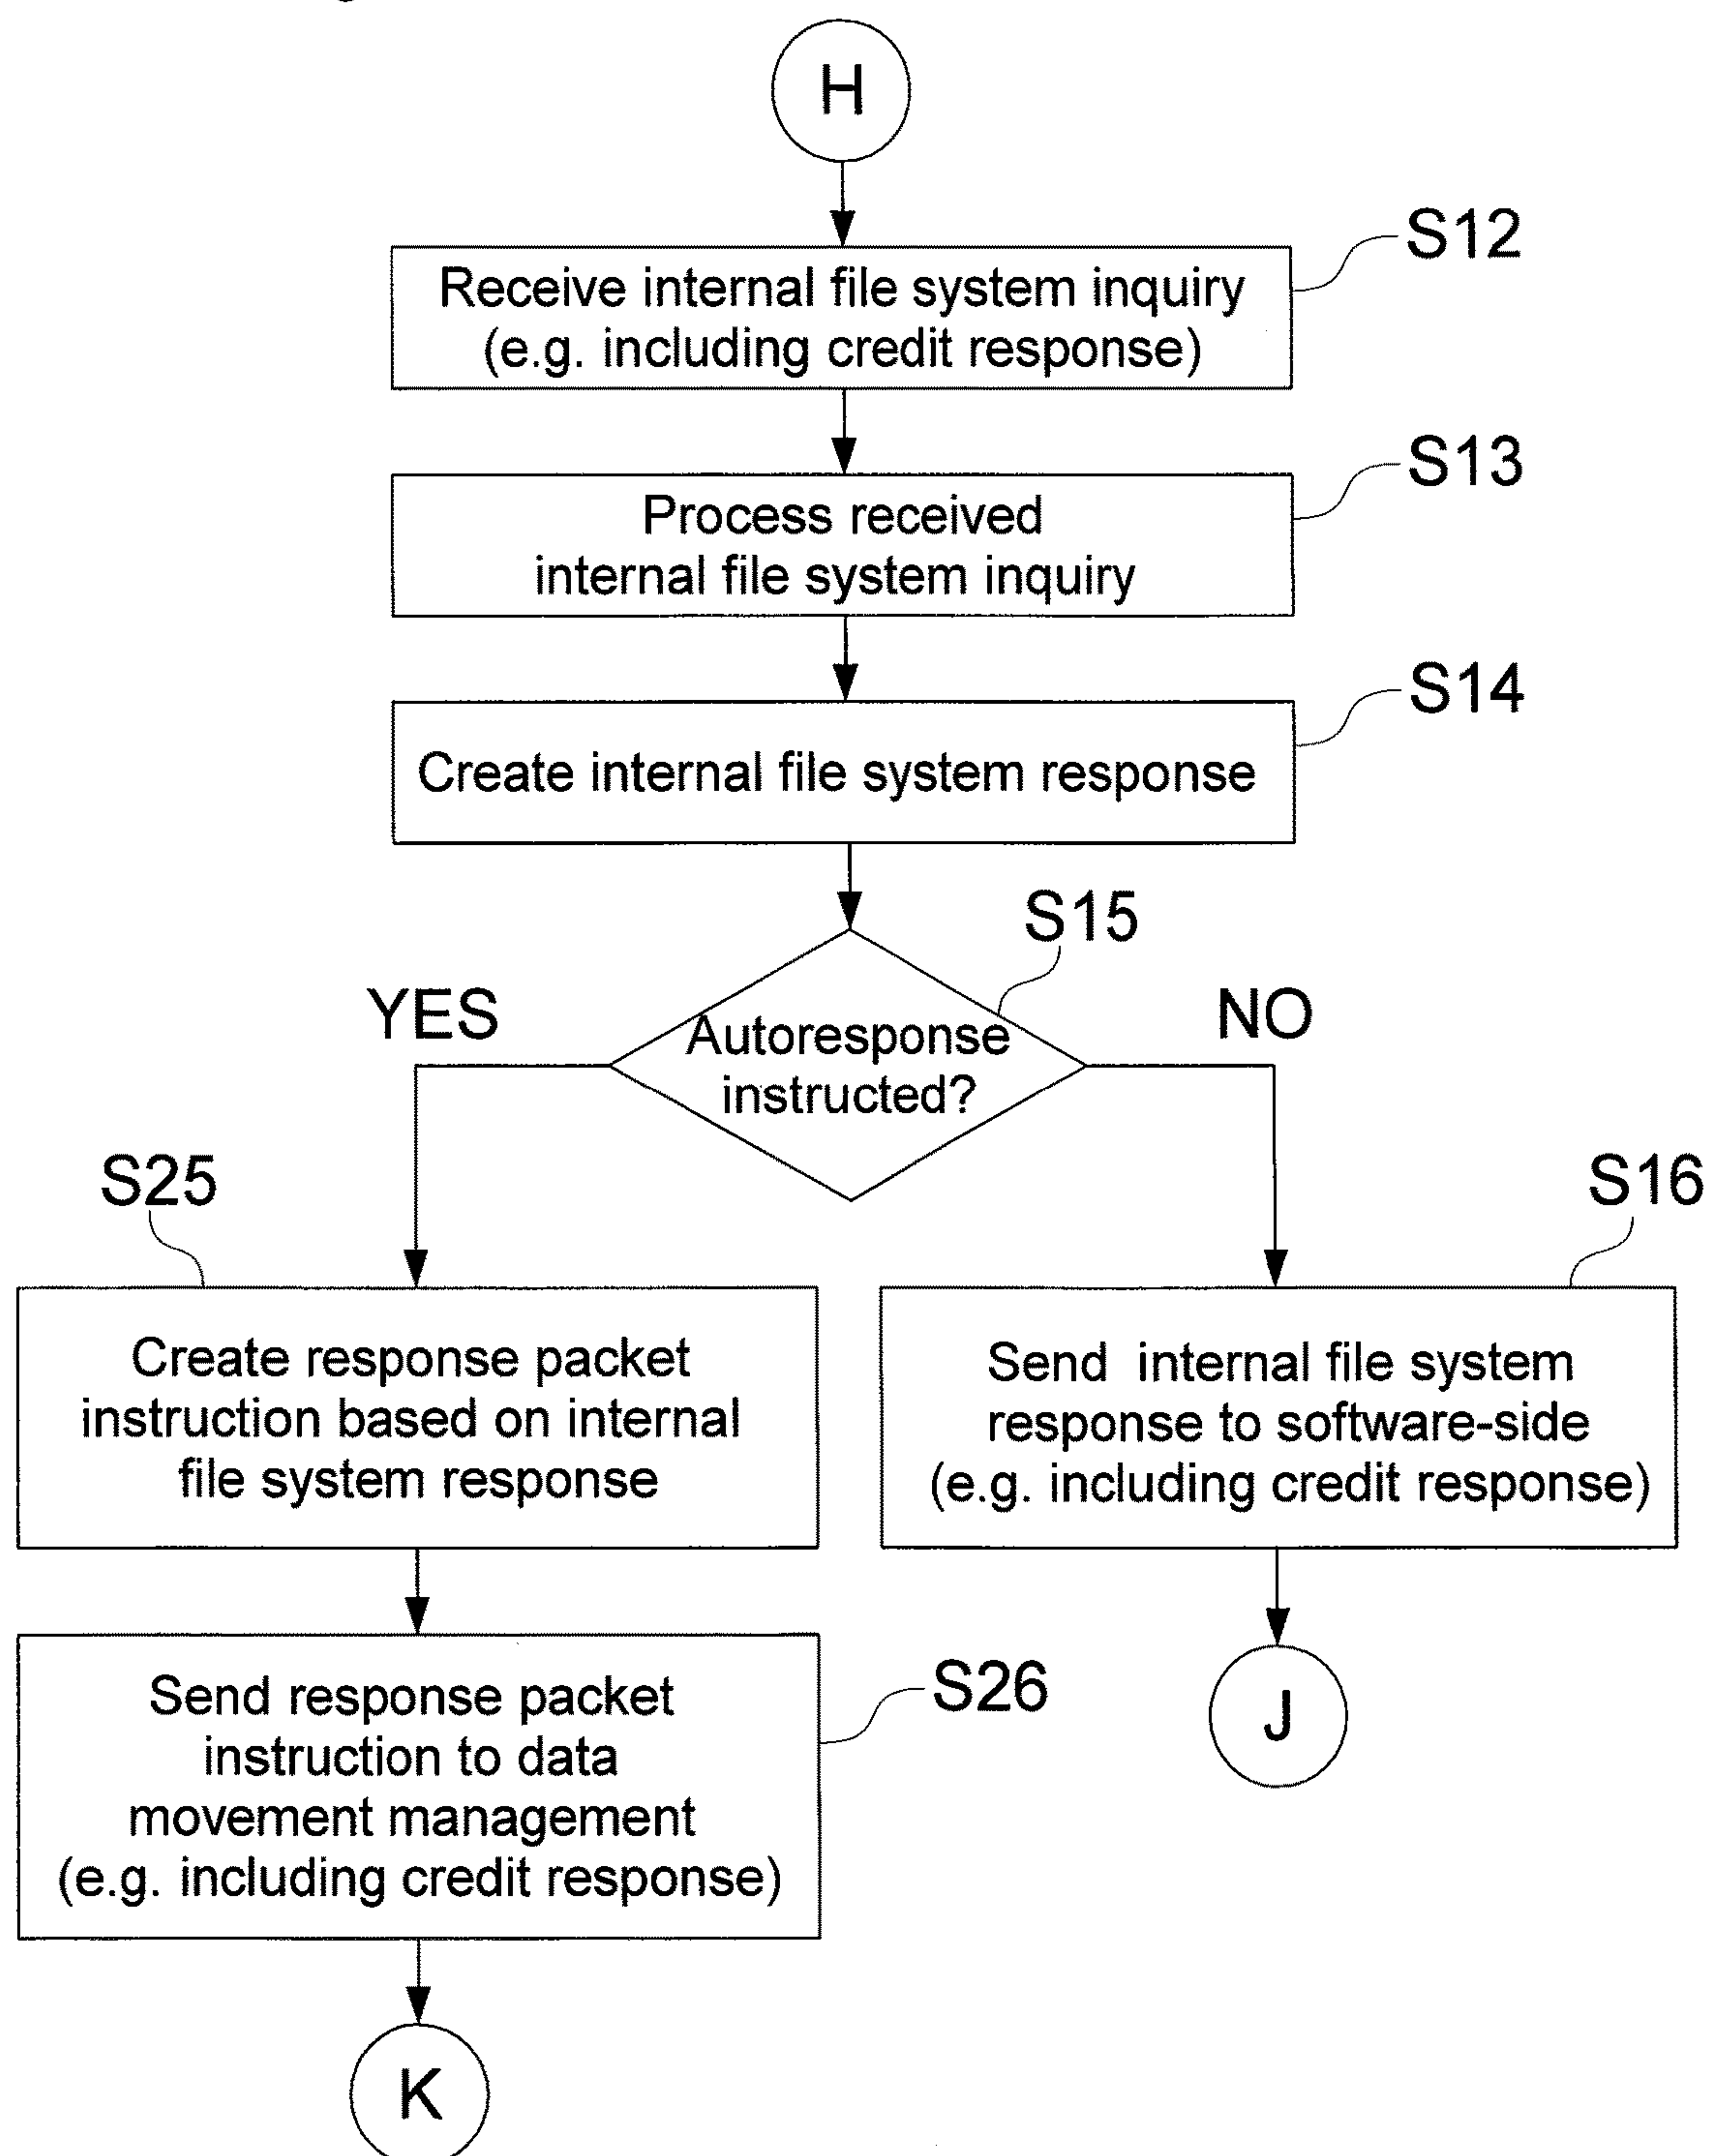 H
S12
Receive internal file system inquiry
(e.g. including credit response)
S13
Process received
internal file system inquiry
S14
Create internal file system response
S15
YES
NO
Autoresponse
instructed?
S25
S16
Create response packet
instruction based on internal
file system response
Send internal file system
response to software-side
(e.g. including credit response)
S26
Send response packet
instruction to data
movement management
(e.g. including credit response)
J
K